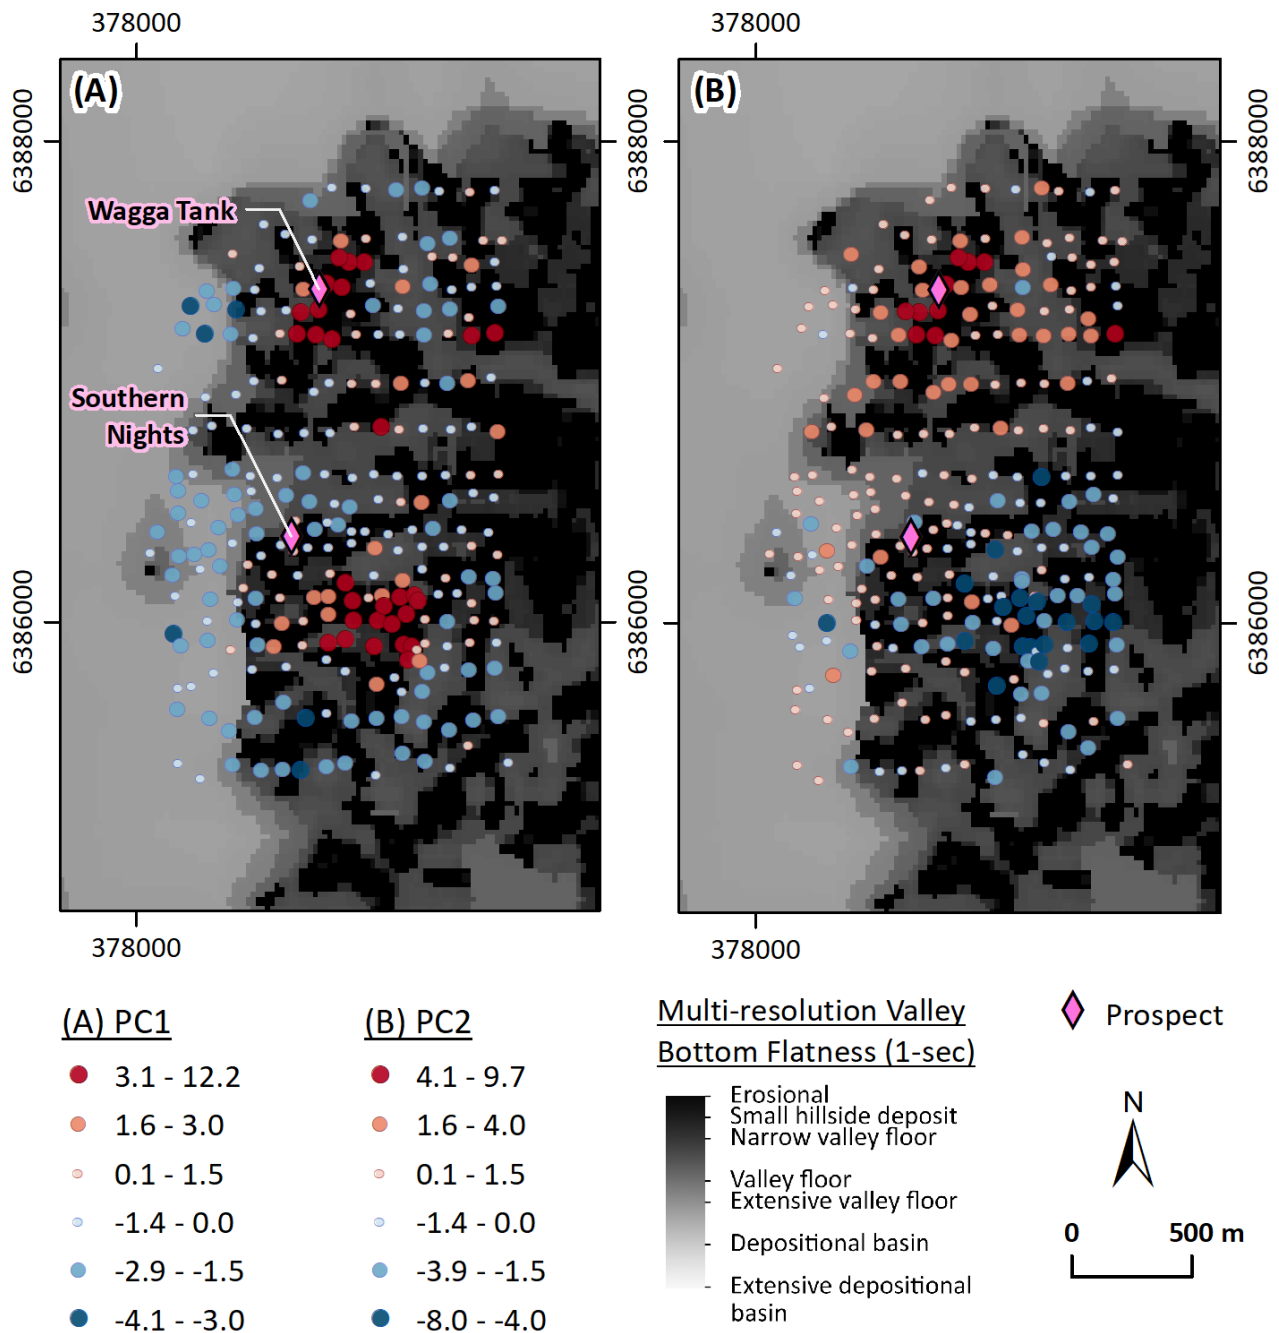 378000
378000
(A)
(B)
6388000
6388000
6388000
Wagga Tank
Southern
Nights
6386000
6386000
6386000
378000
378000
(A) PC1
3.1 - 12.2
1.6 - 3.0
0.1 - 1.5
-1.4 - 0.0
-2.9 - -1.5
-4.1 - -3.0
(B) PC2
4.1 - 9.7
1.6 - 4.0
0.1 - 1.5
-1.4 - 0.0
-3.9 - -1.5
-8.0 - -4.0
Multi-resolution Valley
Bottom Flatness (1-sec)
Erosional
Small hillside deposit
Narrow valley floor
Valley floor
Extensive valley floor
Depositional basin
Extensive depositional
basin
Prospect
N
0
500 m